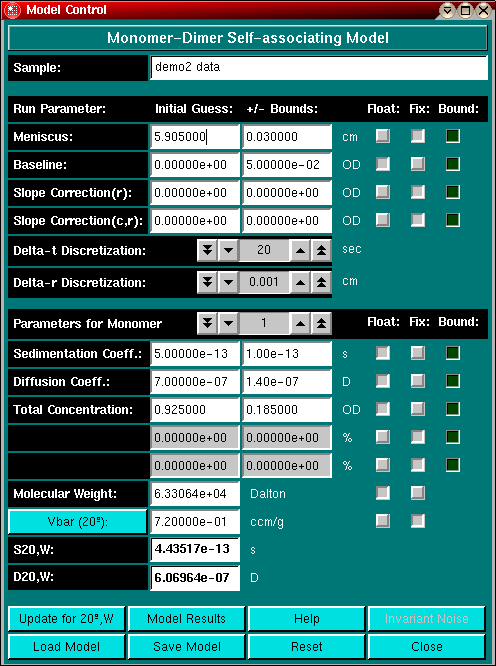 Model Control
Monomer-Dimer Self-associating Model
Sample: demo2 data
Run Parameter: Initial Guess: +/- Bounds: Float: Fix: Bound:
Meniscus: 5.905000 0.030000 cm
Baseline: 0.00000e+00 5.00000e-02 OD
Slope Correction(r): 0.00000e+00 0.00000e+00 OD
Slope Correction(c,r): 0.00000e+00 0.00000e+00 OD
Delta-t Discretization: 20 sec
Delta-r Discretization: 0.001 cm
Parameters for Monomer 1 Float: Fix: Bound:
Sedimentation Coeff.: 5.00000e-13 1.00e-13 s
Diffusion Coeff.: 7.00000e-07 1.40e-07 D
Total Concentration: 0.925000 0.185000 OD
0.00000e+00 0.00000e+00 %
0.00000e+00 0.00000e+00 %
Molecular Weight: 6.33064e+04 Dalton
Vbar (20º): 7.20000e-01 ccm/g
S20,W: 4.43517e-13 s
D20,W: 6.06964e-07 D
Update for 20º,W Model Results Help Invariant Noise
Load Model Save Model Reset Close